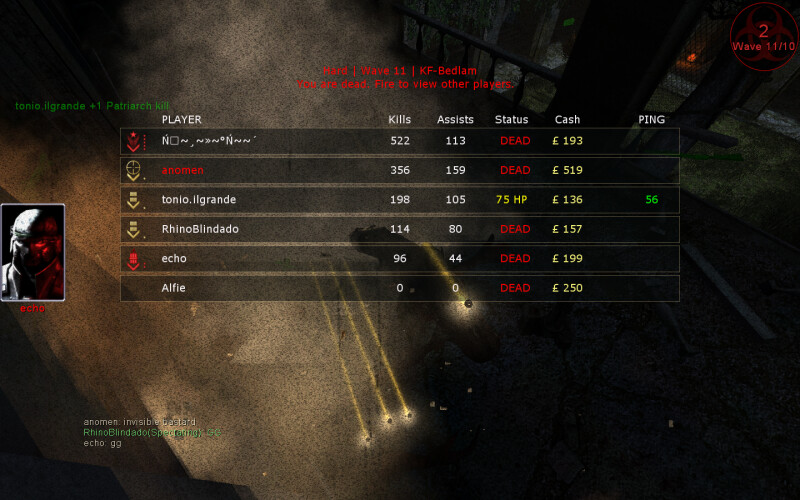 2
Wave 11/10
Hard | Wave 11 | KF-Bedlam
You are dead. Fire to view other players.
tonio.ilgrande +1 Patriarch kill
PLAYER Kills Assists Status Cash PING
Ń□~¸~»~°Ń~~´ 522 113 DEAD £ 193
anomen 356 159 DEAD £ 519
tonio.ilgrande 198 105 75 HP £ 136 56
RhinoBlindado 114 80 DEAD £ 157
echo 96 44 DEAD £ 199
Alfie 0 0 DEAD £ 250
echo
anomen: invisible bastard
RhinoBlindado(Spectating): GG
echo: gg